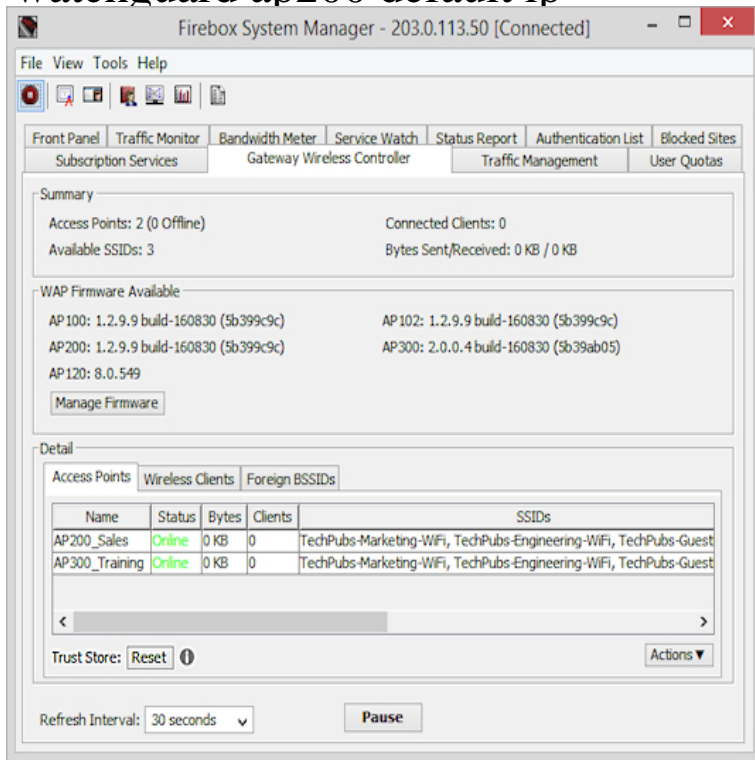 watchguard ap200 default ip
Firebox System Manager - 203.0.113.50 [Connected]
File View Tools Help
Front Panel Traffic Monitor Bandwidth Meter Service Watch Status Report Authentication List Blocked Sites
Subscription Services Gateway Wireless Controller Traffic Management User Quotas
Summary
Access Points: 2 (0 Offline) Connected Clients: 0
Available SSIDs: 3 Bytes Sent/Received: 0 KB / 0 KB
WAP Firmware Available
AP100: 1.2.9.9 build-160830 (5b399c9c) AP102: 1.2.9.9 build-160830 (5b399c9c)
AP200: 1.2.9.9 build-160830 (5b399c9c) AP300: 2.0.0.4 build-160830 (5b39ab05)
AP120: 8.0.549
Manage Firmware
Detail
Access Points Wireless Clients Foreign BSSIDs
Name Status Bytes Clients SSIDs
AP200_Sales Online 0 KB 0 TechPubs-Marketing-WiFi, TechPubs-Engineering-WiFi, TechPubs-Guest
AP300_Training Online 0 KB 0 TechPubs-Marketing-WiFi, TechPubs-Engineering-WiFi, TechPubs-Guest
Trust Store: Reset Actions
Refresh Interval: 30 seconds Pause